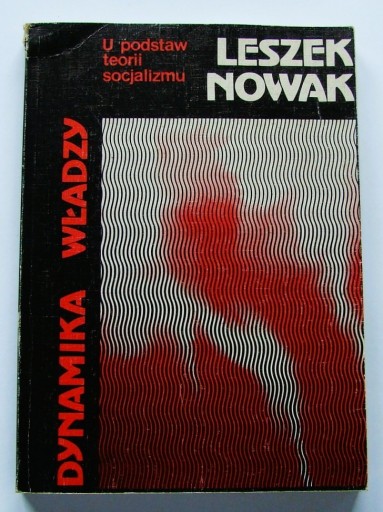 U podstaw
teorii
socjalizmu
LESZEK
NOWAK
DYNAMIKA WŁADZY